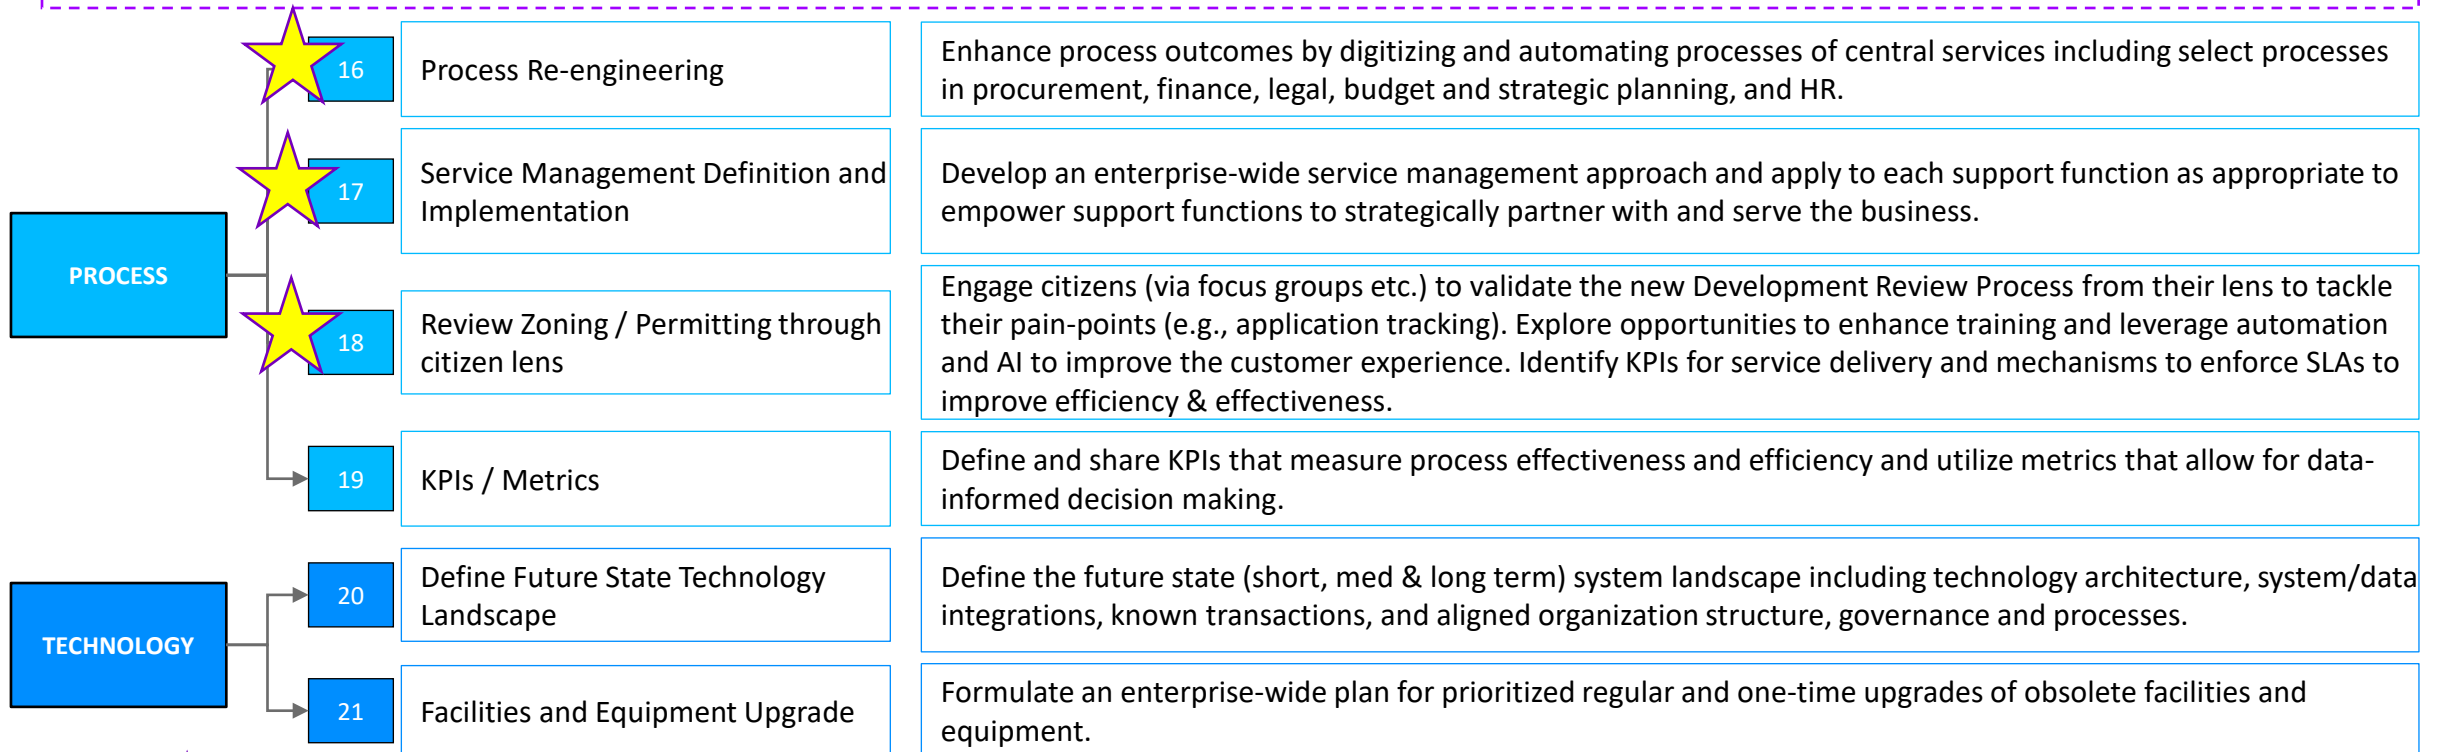 16
Process Re-engineering
Enhance process outcomes by digitizing and automating processes of central services including select processes
in procurement, finance, legal, budget and strategic planning, and HR.
17
Service Management Definition and
Implementation
Develop an enterprise-wide service management approach and apply to each support function as appropriate to
empower support functions to strategically partner with and serve the business.
PROCESS
18
Review Zoning / Permitting through
citizen lens
Engage citizens (via focus groups etc.) to validate the new Development Review Process from their lens to tackle
their pain-points (e.g., application tracking). Explore opportunities to enhance training and leverage automation
and AI to improve the customer experience. Identify KPIs for service delivery and mechanisms to enforce SLAs to
improve efficiency & effectiveness.
19
KPIs / Metrics
Define and share KPIs that measure process effectiveness and efficiency and utilize metrics that allow for data-
informed decision making.
TECHNOLOGY
20
Define Future State Technology
Landscape
Define the future state (short, med & long term) system landscape including technology architecture, system/data
integrations, known transactions, and aligned organization structure, governance and processes.
21
Facilities and Equipment Upgrade
Formulate an enterprise-wide plan for prioritized regular and one-time upgrades of obsolete facilities and
equipment.